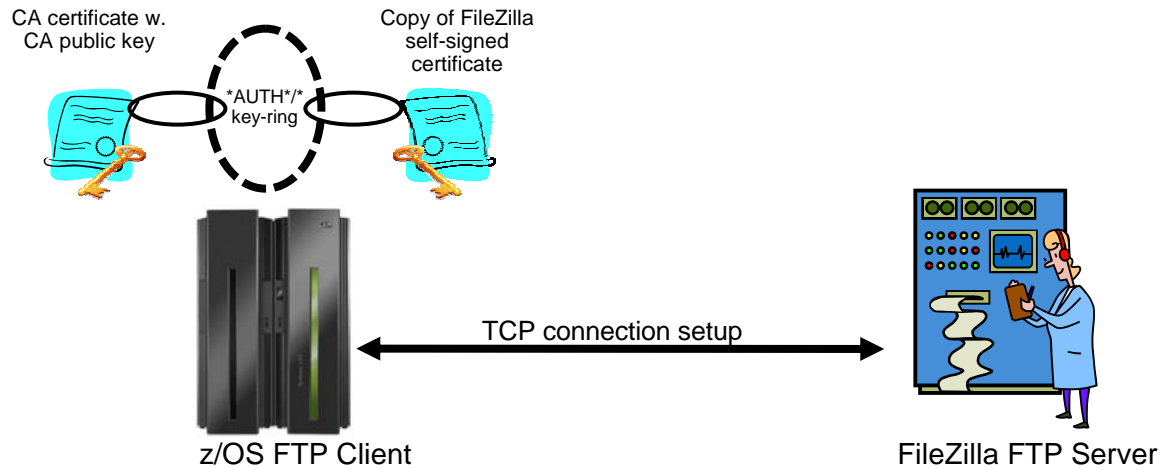 CA certificate w.
CA public key
Copy of FileZilla
self-signed
certificate
*AUTH*/*
key-ring
TCP connection setup
z/OS FTP Client
FileZilla FTP Server